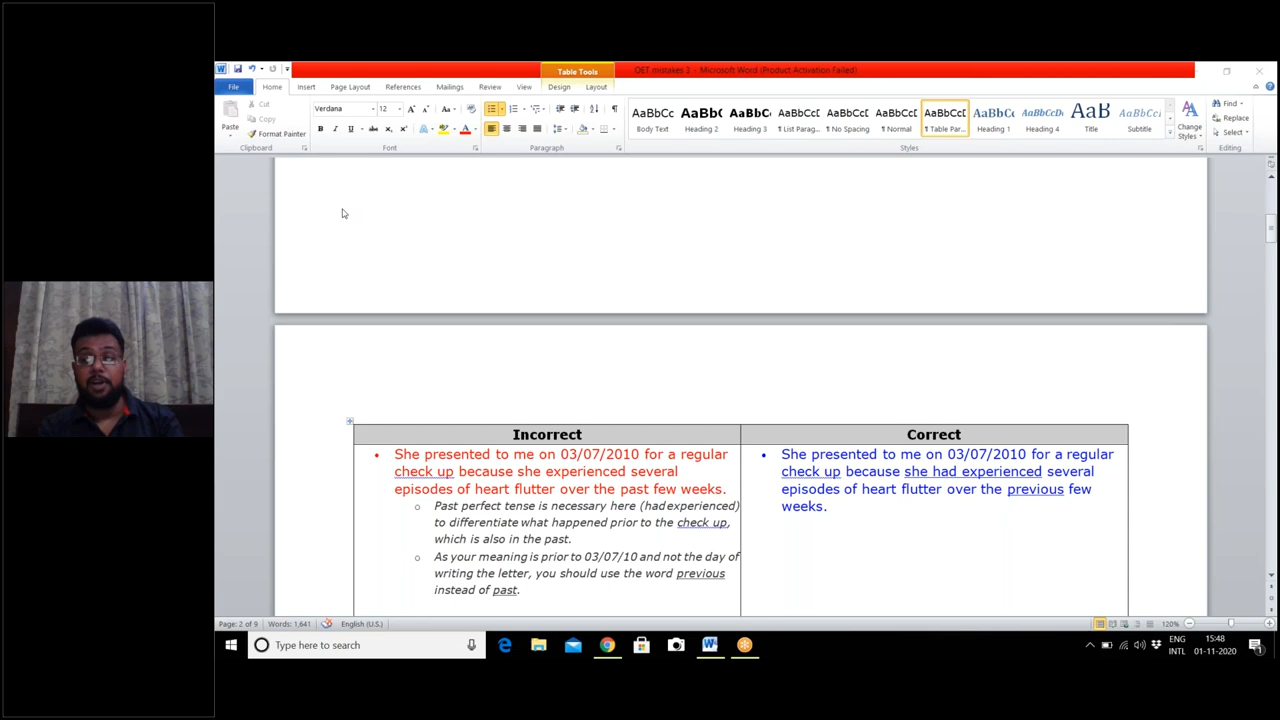 OET mistakes 3 - Microsoft Word (Product Activation Failed)
Table Tools
File Home Insert Page Layout References Mailings Review View Design Layout
Cut
Copy
Format Painter
Paste
Clipboard
Verdana 12
Font
Paragraph
AaBbCc AaBbCc AaBbCc AaBbCcD AaBbCcD AaBbCcD AaBbCcD AaBbC AaBbCcDc AaB AaBbCcI
Body Text Heading 2 Heading 3 ¶ List Parag... ¶ No Spacing ¶ Normal ¶ Table Par... Heading 1 Heading 4 Title Subtitle
Change
Styles
Styles
Find
Replace
Select
Editing
Incorrect Correct
• She presented to me on 03/07/2010 for a regular
check up because she experienced several
episodes of heart flutter over the past few weeks.
o Past perfect tense is necessary here (had experienced)
to differentiate what happened prior to the check up,
which is also in the past.
o As your meaning is prior to 03/07/10 and not the day of
writing the letter, you should use the word previous
instead of past.
• She presented to me on 03/07/2010 for a regular
check up because she had experienced several
episodes of heart flutter over the previous few
weeks.
Page: 2 of 9 Words: 1,641 English (U.S.) 120%
Type here to search
ENG
INTL
15:48
01-11-2020